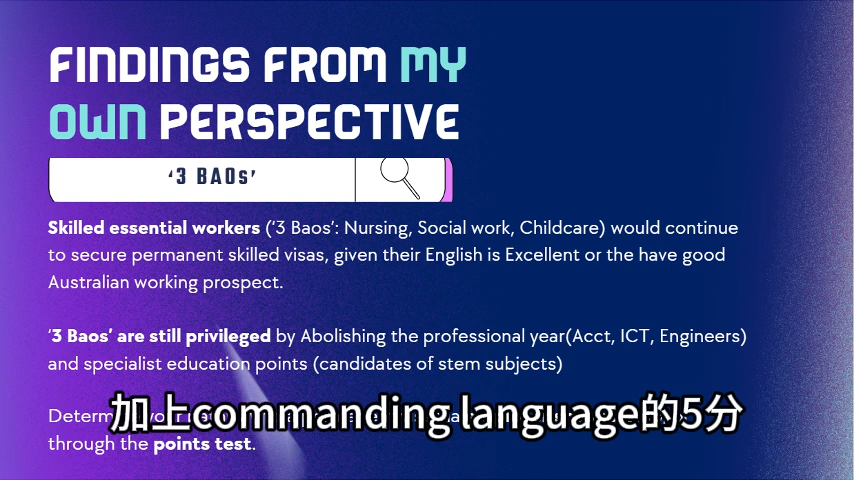 FINDINGS FROM MY
OWN PERSPECTIVE
'3 BAOs'
Skilled essential workers ('3 Baos': Nursing, Social work, Childcare) would continue
to secure permanent skilled visas, given their English is Excellent or the have good
Australian working prospect.
'3 Baos' are still privileged by Abolishing the professional year(Acct, ICT, Engineers)
and specialist education points (candidates of stem subjects)
加上commanding language的5分
through the points test.